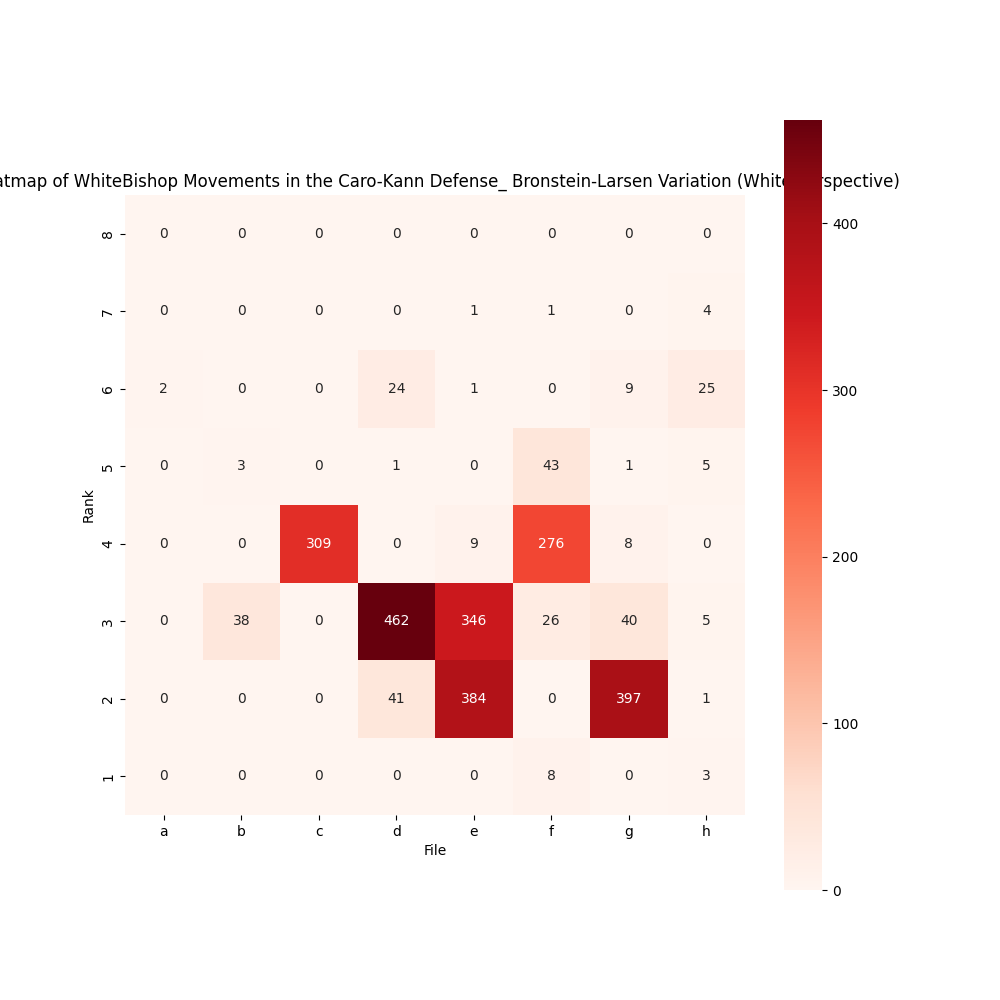 atmap of WhiteBishop Movements in the Caro-Kann Defense_ Bronstein-Larsen Variation (White rspective)
8 0 0 0 0 0 0 0 0
7 0 0 0 0 1 1 0 4
6 2 0 0 24 1 0 9 25
5 0 3 0 1 0 43 1 5
4 0 0 309 0 9 276 8 0
3 0 38 0 462 346 26 40 5
2 0 0 0 41 384 0 397 1
1 0 0 0 0 0 8 0 3
a b c d e f g h
File
Rank
400
300
200
100
0